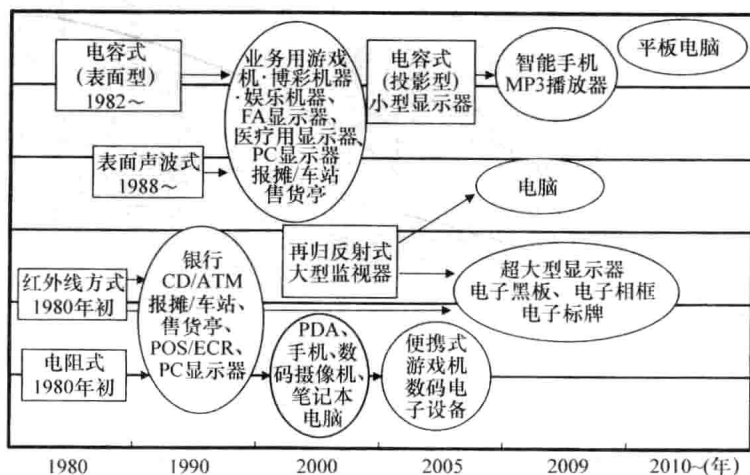 电容式
(表面型)
1982～
业务用游戏
机·博彩机器
·娱乐机器、
FA显示器、
医疗用显示器、
PC显示器
报摊/车站
售货亭
电容式
(投影型)
小型显示器
智能手机
MP3播放器
平板电脑
表面声波式
1988～
电脑
再归反射式
大型监视器
红外线方式
1980年初
银行
CD/ATM
报摊/车站、
售货亭、
POS/ECR、
PC显示器
超大型显示器
电子黑板、电子相框
电子标牌
电阻式
1980年初
PDA、
手机、数
码摄像机、
笔记本
电脑
便携式
游戏机
数码电
子设备
1980 1990 2000 2005 2009 2010~(年)